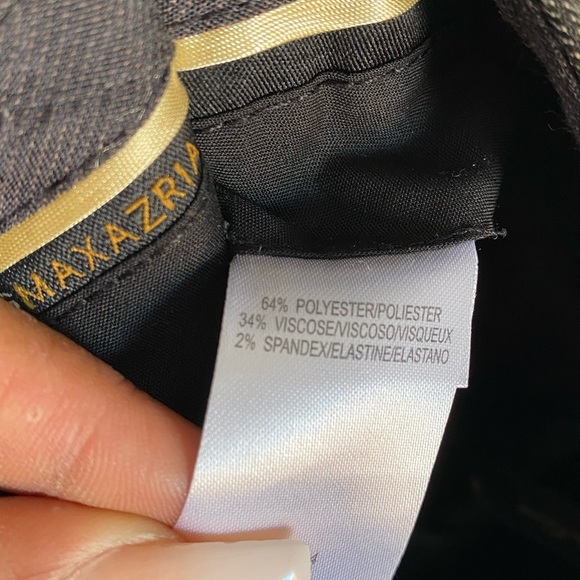 MAXAZRIA
64% POLYESTER/POLIESTER
34% VISCOSE/VISCOSO/VISQUEUX
2% SPANDEX/ELASTINE/ELASTANO